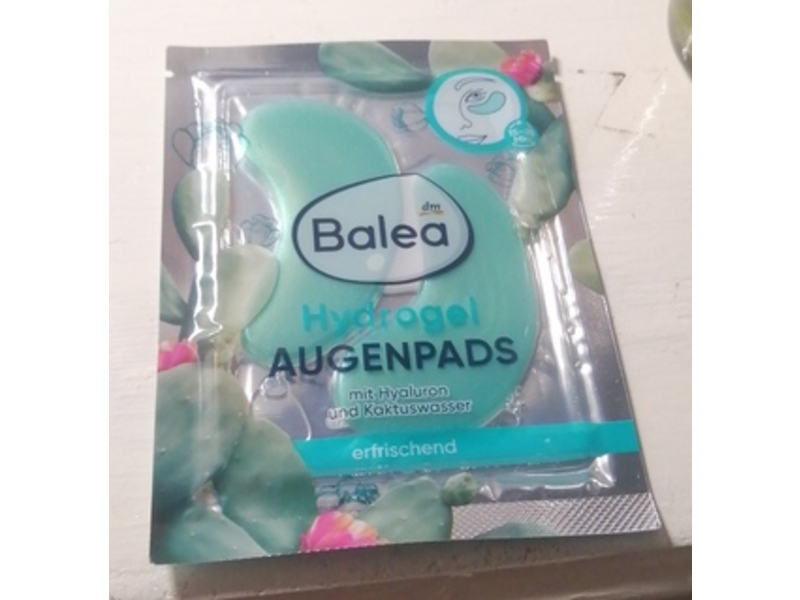 dm
Balea
Hydrogel
AUGENPADS
mit Hyaluron
und Kaktuswasser
erfrischend